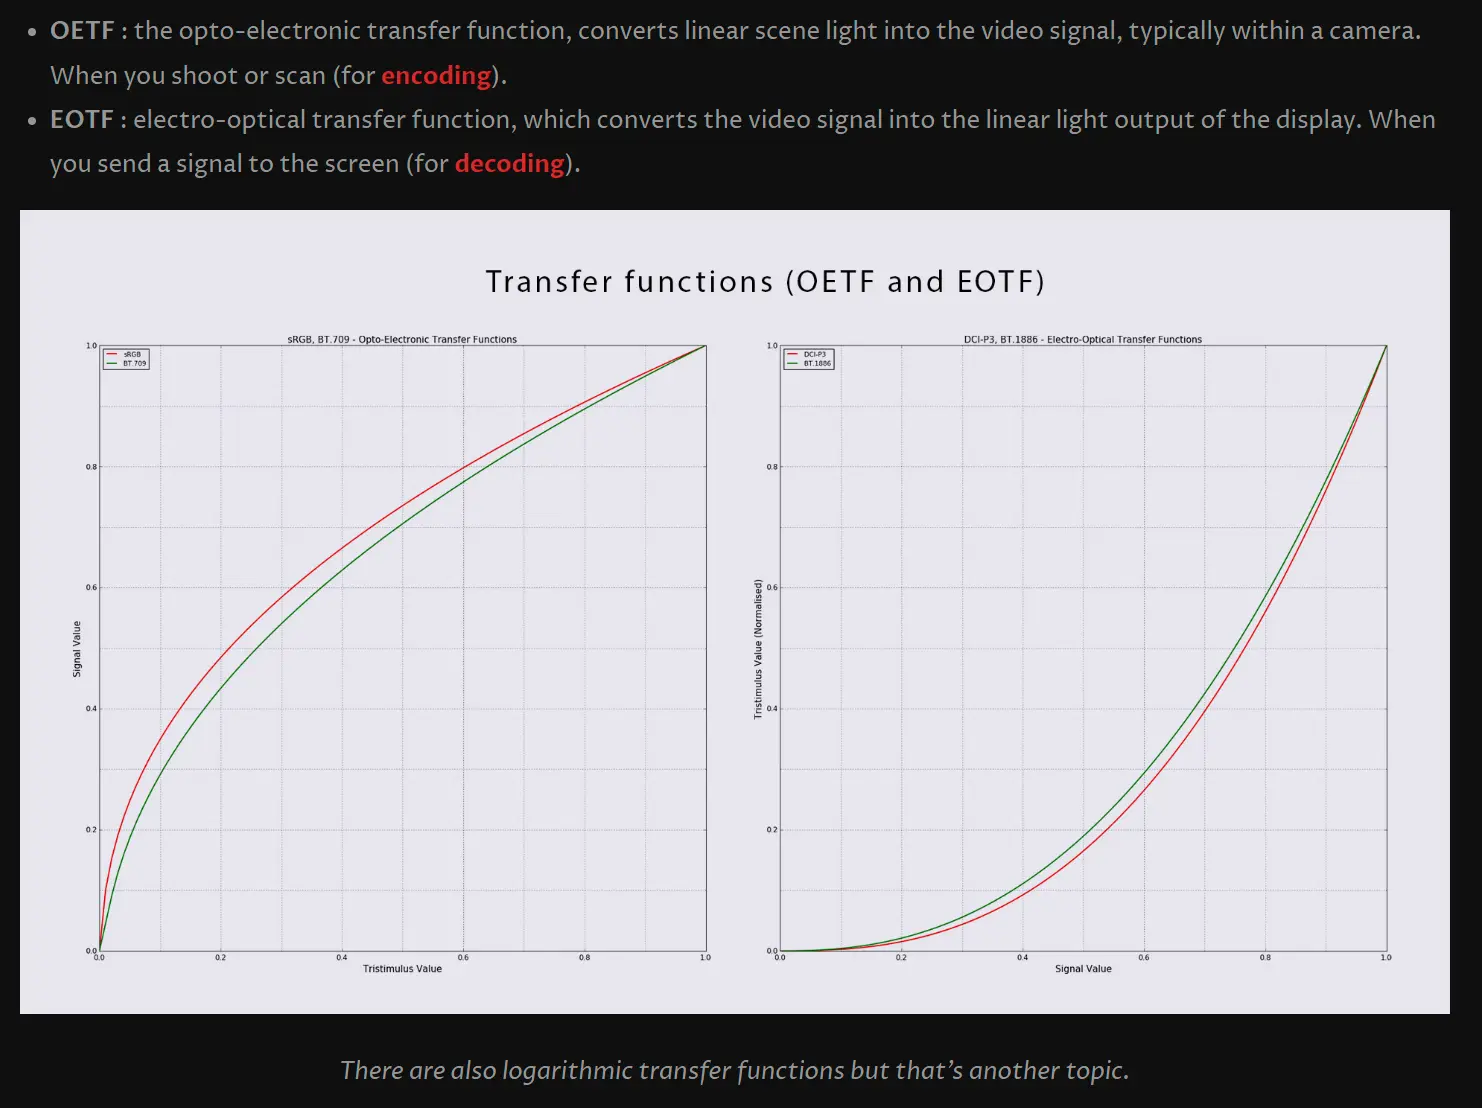 OETF : the opto-electronic transfer function, converts linear scene light into the video signal, typically within a camera.
When you shoot or scan (for encoding).
EOTF : electro-optical transfer function, which converts the video signal into the linear light output of the display. When
you send a signal to the screen (for decoding).
Transfer functions (OETF and EOTF)
sRGB, BT.709 - Opto-Electronic Transfer Functions
sRGB
BT.709
1.0
0.8
0.6
0.4
0.2
0.0
Signal Value
0.0 0.2 0.4 0.6 0.8 1.0
Tristimulus Value
DCI-P3, BT.1886 - Electro-Optical Transfer Functions
DCI-P3
BT.1886
1.0
0.8
0.6
0.4
0.2
0.0
Tristimulus Value (Normalised)
0.0 0.2 0.4 0.6 0.8 1.0
Signal Value
There are also logarithmic transfer functions but that’s another topic.